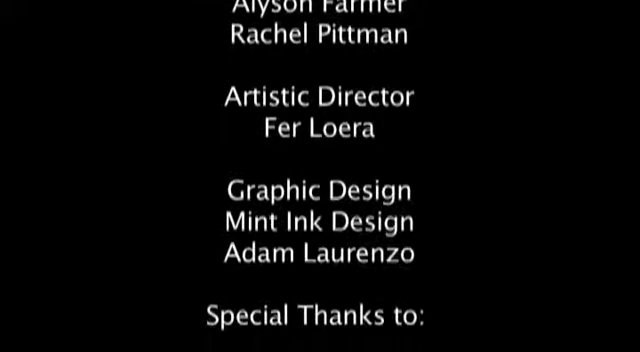 Alyson Farmer
Rachel Pittman
Artistic Director
Fer Loera
Graphic Design
Mint Ink Design
Adam Laurenzo
Special Thanks to: